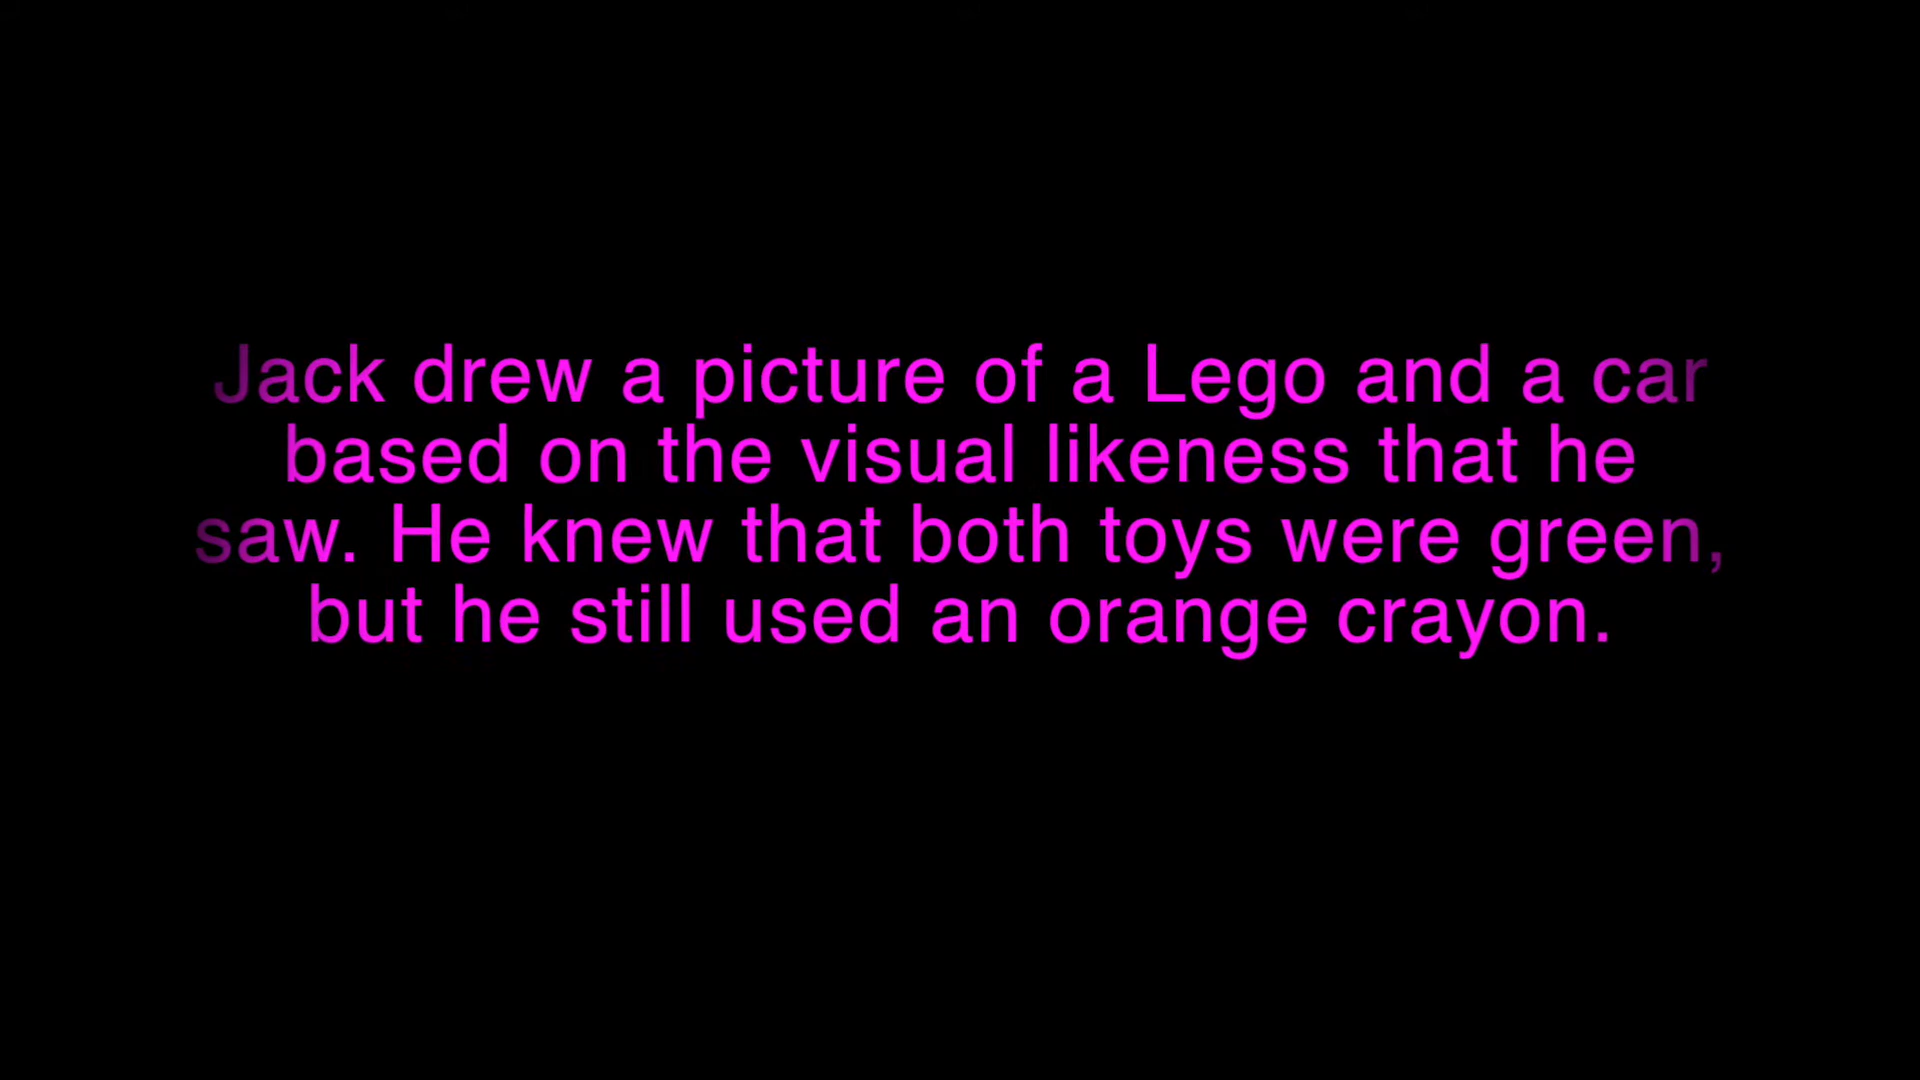 Jack drew a picture of a Lego and a car
based on the visual likeness that he
saw. He knew that both toys were green,
but he still used an orange crayon.